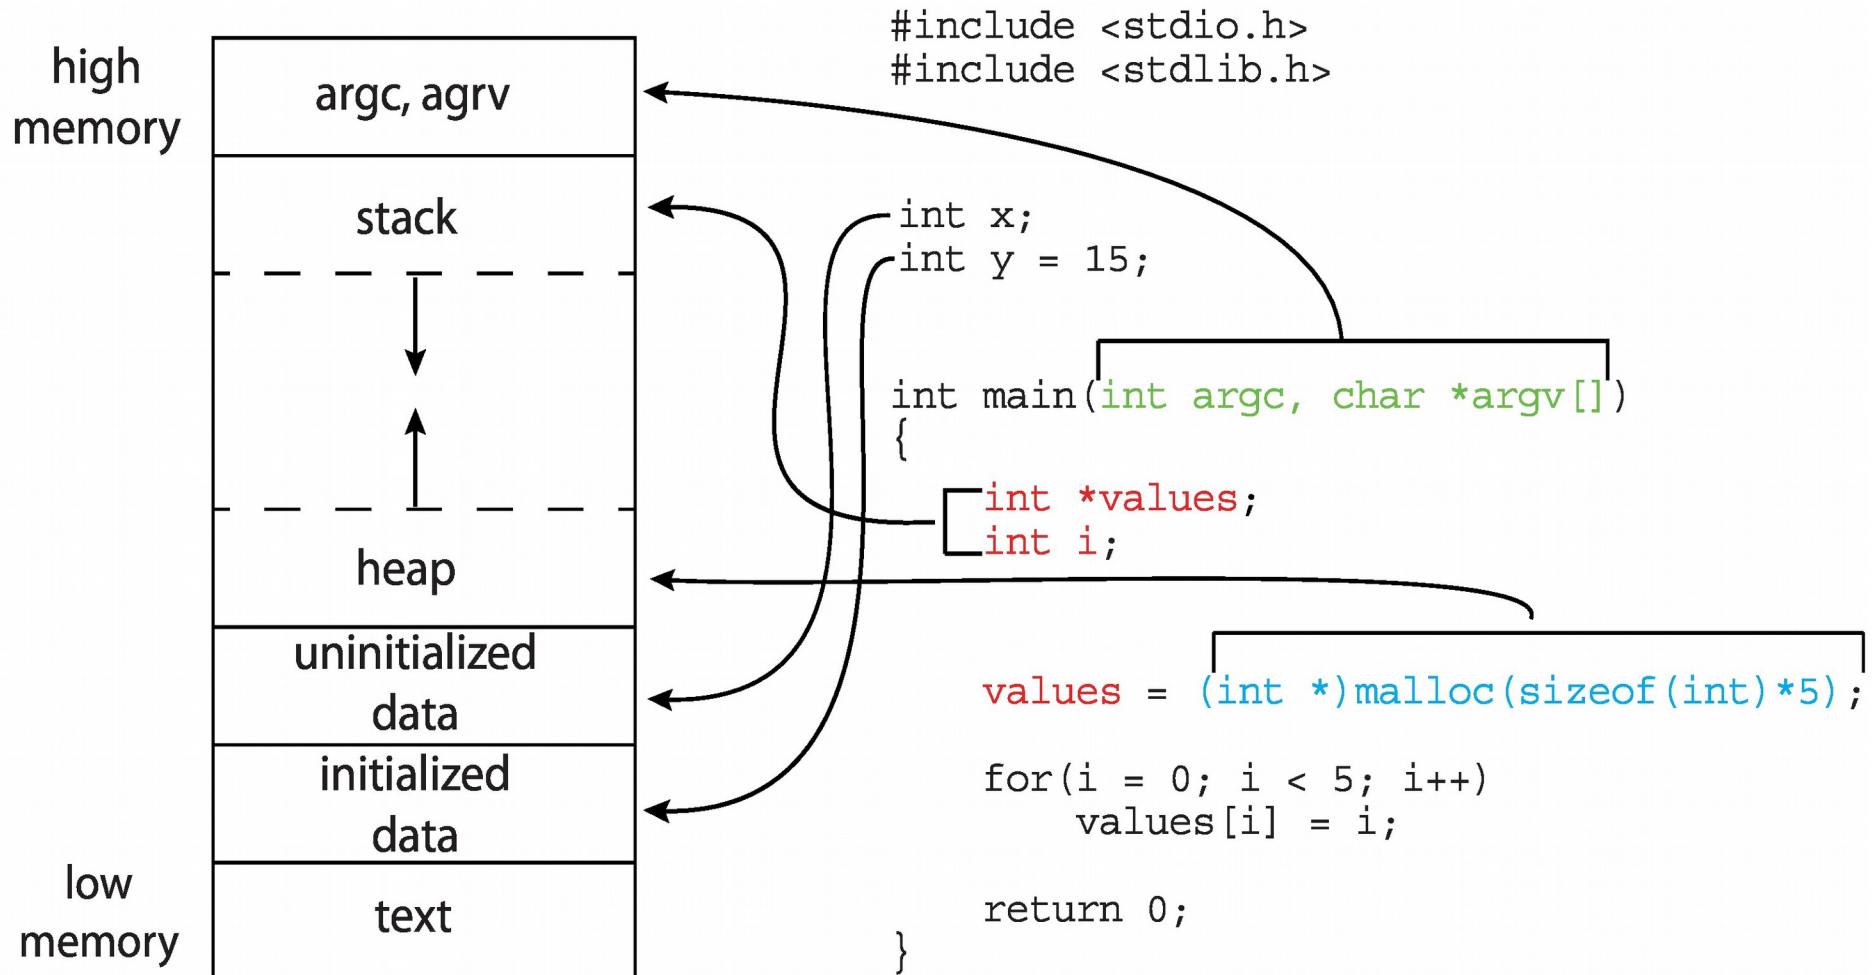 high
memory
argc, agrv
stack
heap
uninitialized
data
initialized
data
low
memory
text
#include <stdio.h>
#include <stdlib.h>
int x;
int y = 15;
int main(int argc, char *argv[])
{
int *values;
int i;
values = (int *)malloc(sizeof(int)*5);
for(i = 0; i < 5; i++)
values[i] = i;
return 0;
}